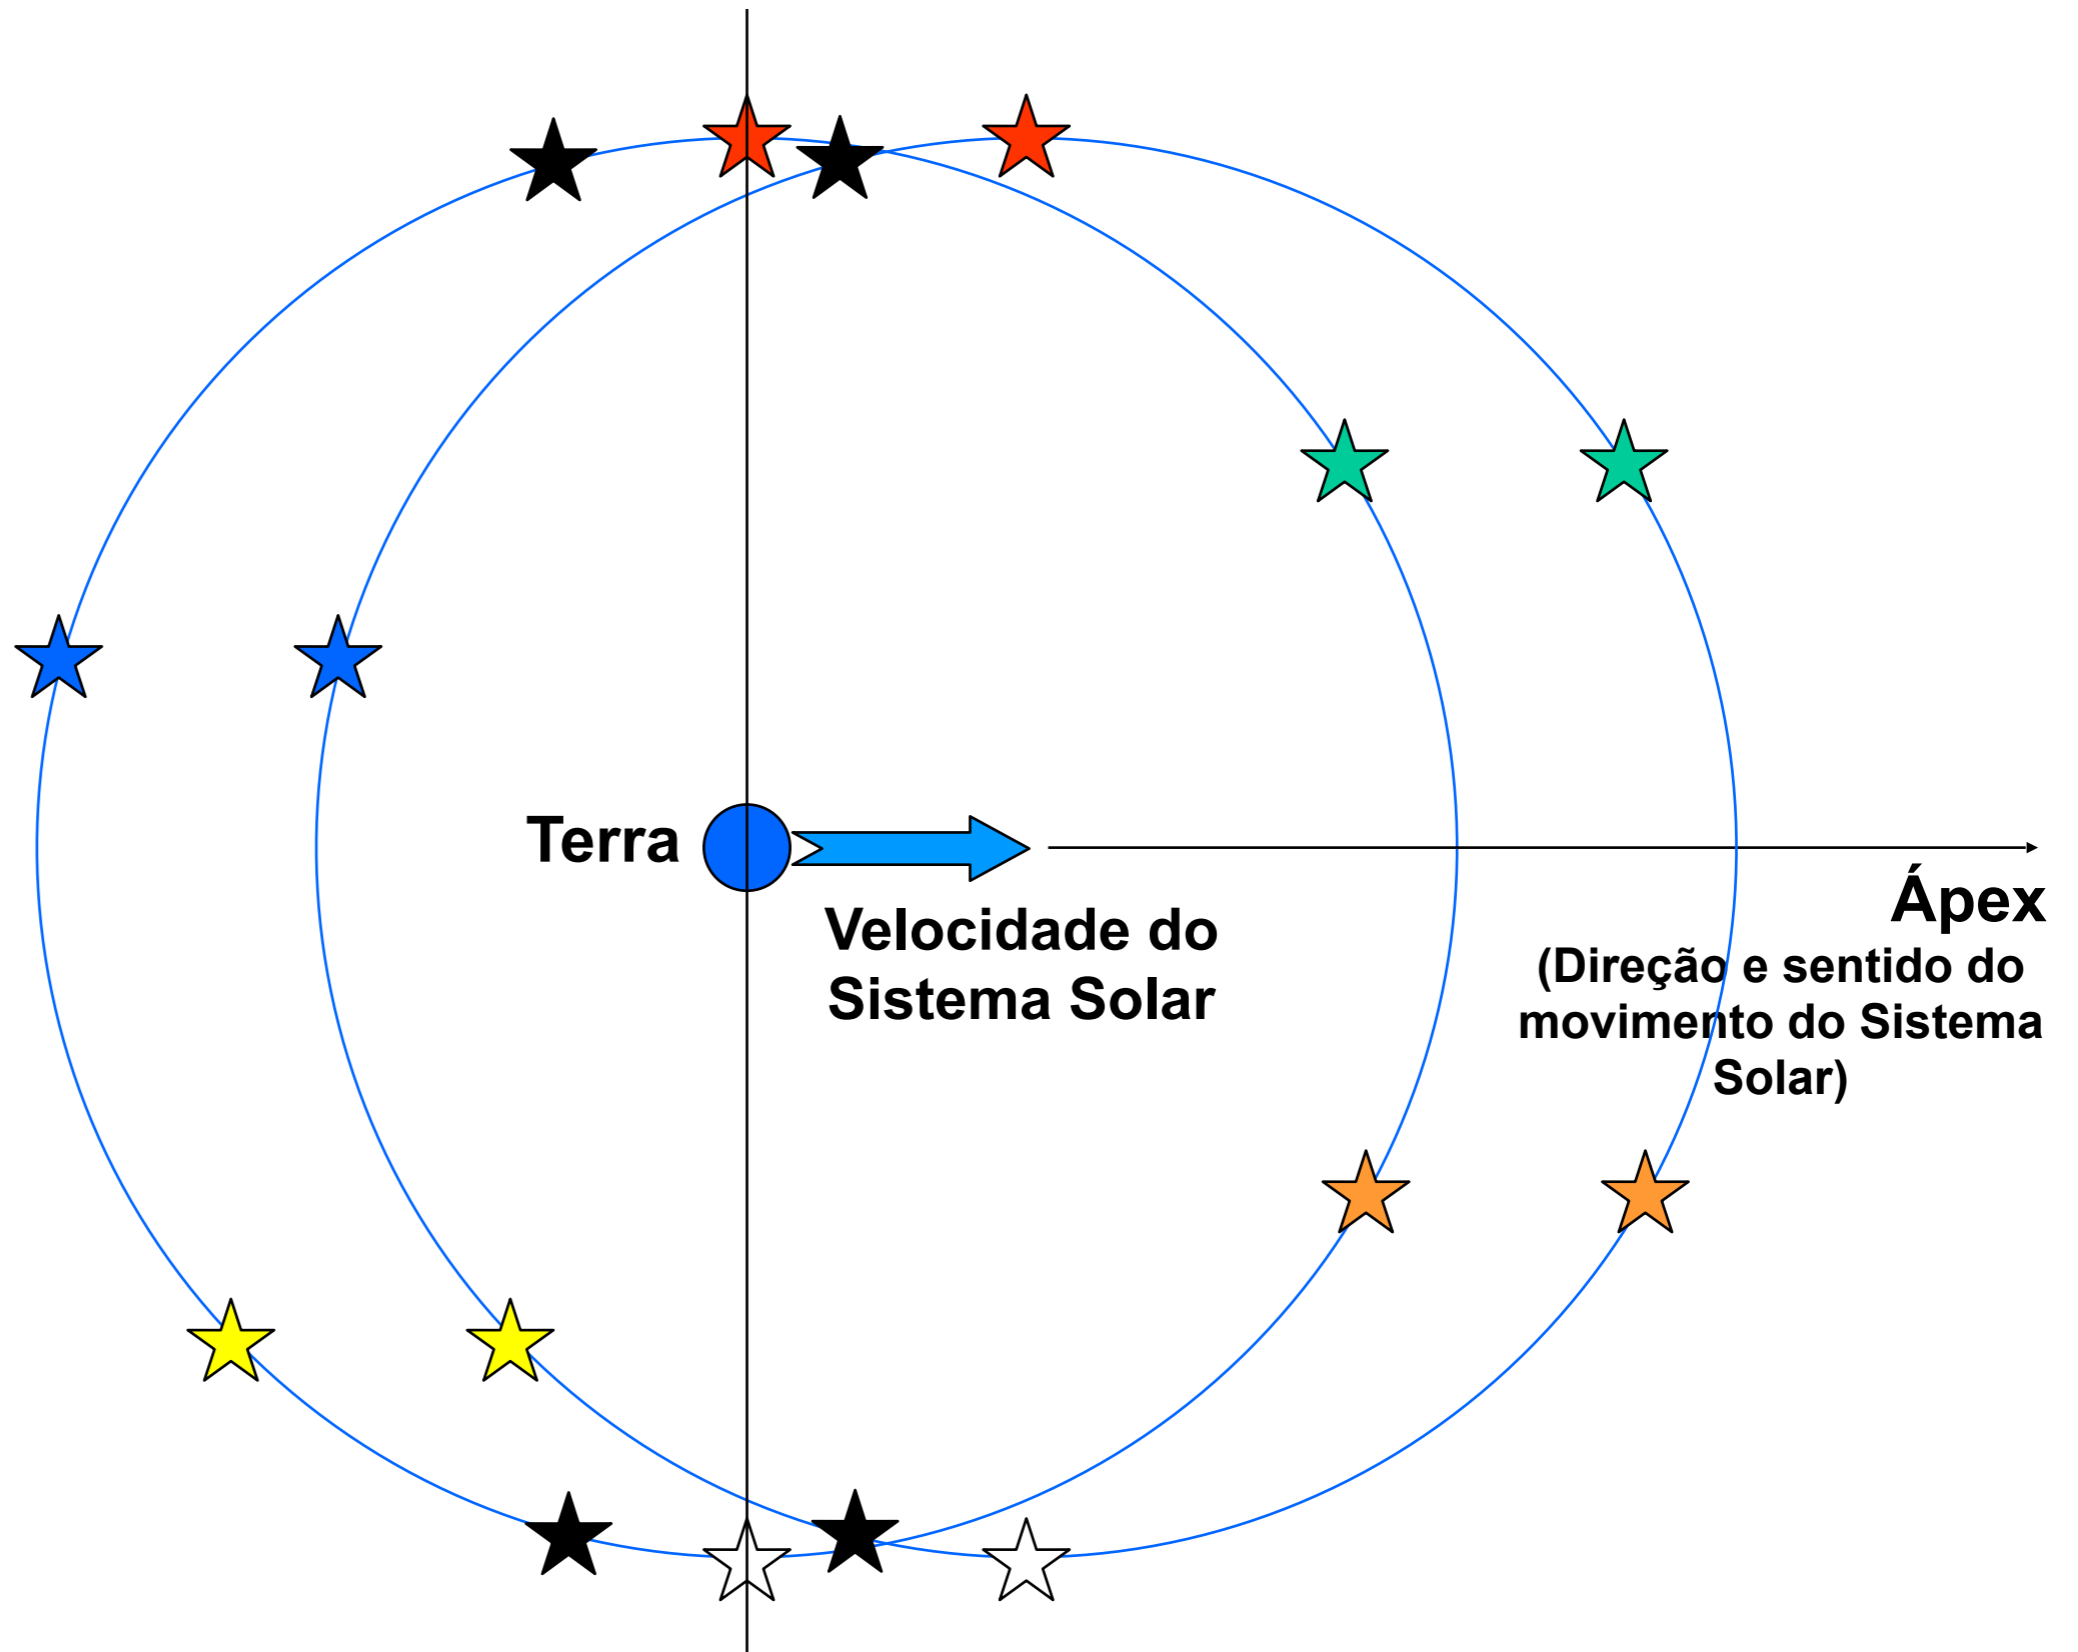 Terra
Velocidade do
Sistema Solar
Ápex
(Direção e sentido do
movimento do Sistema
Solar)